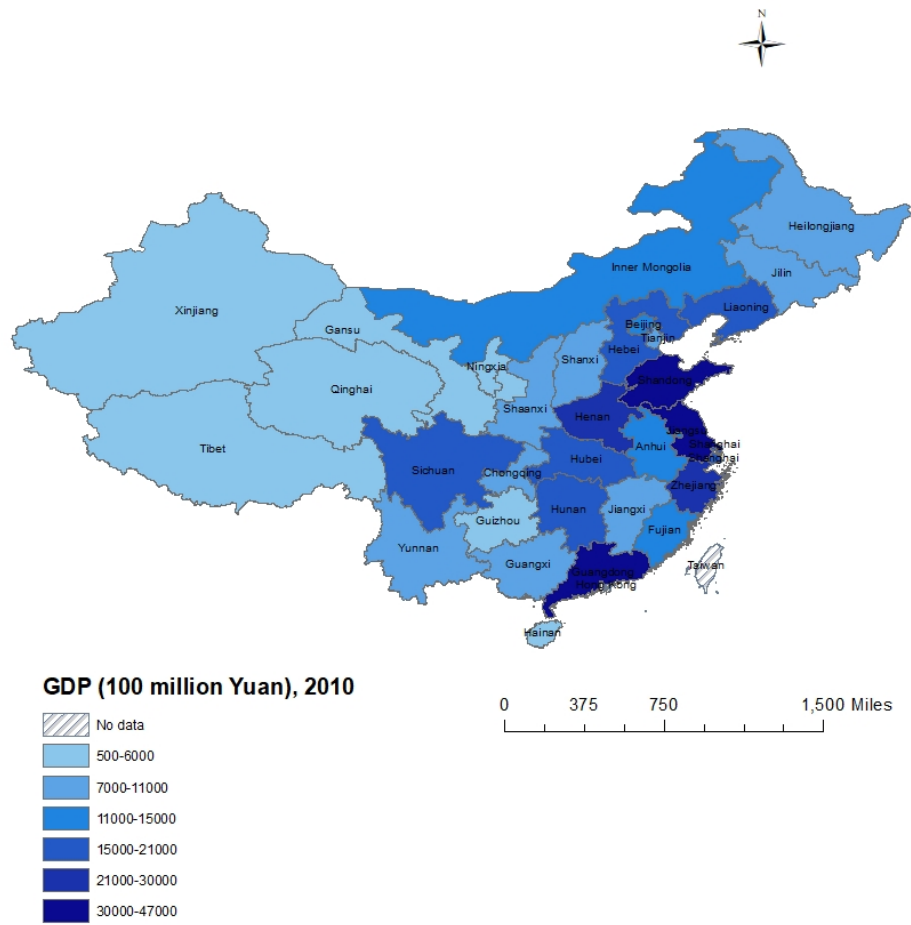 N
Heilongjiang
Inner Mongolia
Jilin
Xinjiang
Liaoning
Gansu
Beijing
Tianjin
Hebei
Shanxi
Ningxia
Shandong
Qinghai
Shaanxi
Henan
Jiangsu
Shanghai
Tibet
Anhui
Shanghai
Hubei
Sichuan
Chongqing
Zhejiang
Hunan
Jiangxi
Guizhou
Fujian
Yunnan
Guangxi
Taiwan
Guangdong
Hong Kong
Hainan
GDP (100 million Yuan), 2010
No data
500-6000
7000-11000
11000-15000
15000-21000
21000-30000
30000-47000
0 375 750 1,500 Miles